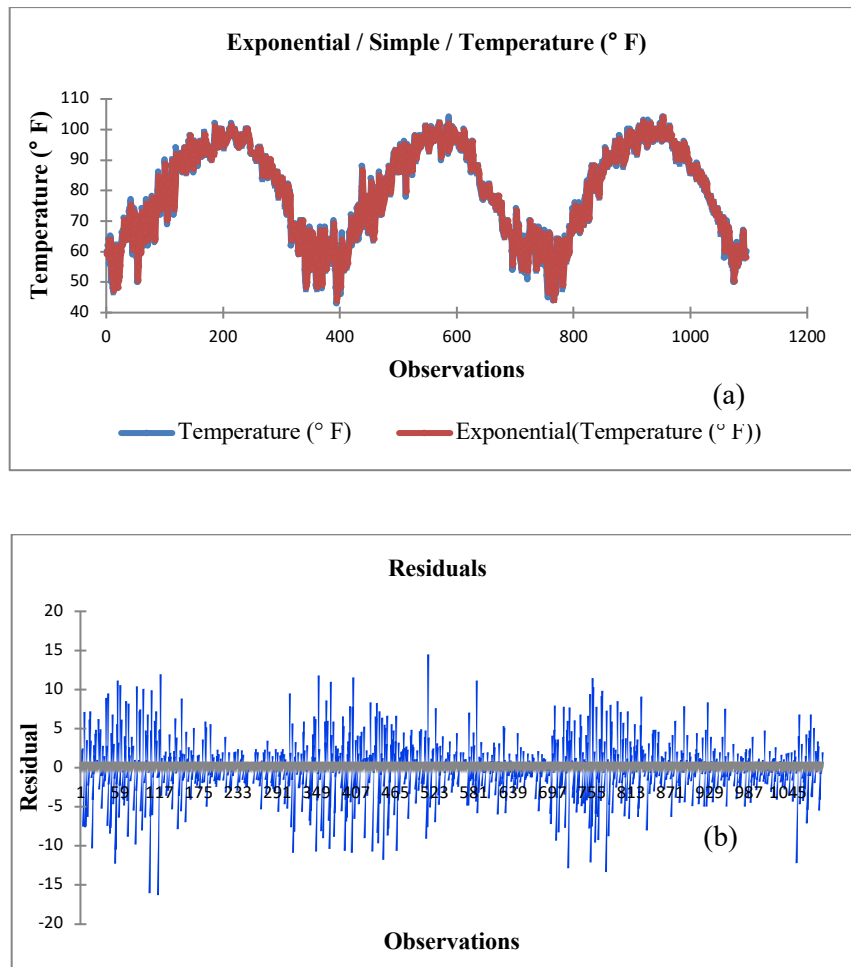 Exponential / Simple / Temperature (° F)
110
100
90
80
70
60
50
40
Temperature (° F)
0 200 400 600 800 1000 1200
Observations
(a)
Temperature (° F) Exponential(Temperature (° F))
Residuals
20
15
10
5
0
-5
-10
-15
-20
Residual
1 59 117 175 233 291 349 407 465 523 581 639 697 755 813 871 929 987 1045
(b)
Observations